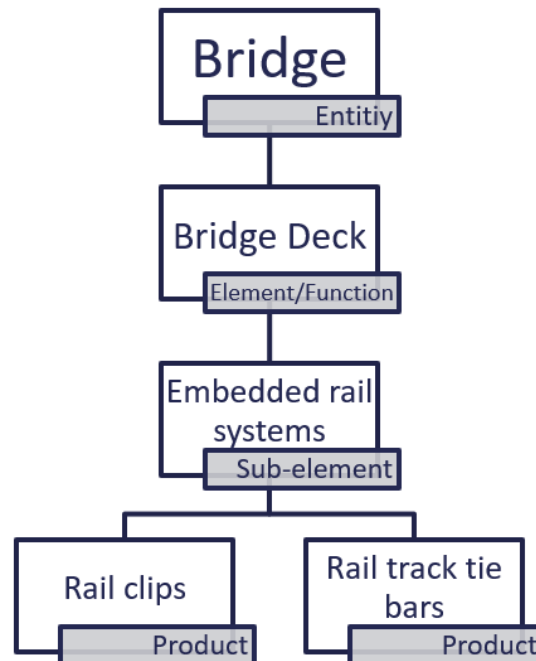 Bridge
Entitiy
Bridge Deck
Element/Function
Embedded rail
systems
Sub-element
Rail clips
Product
Rail track tie
bars
Product